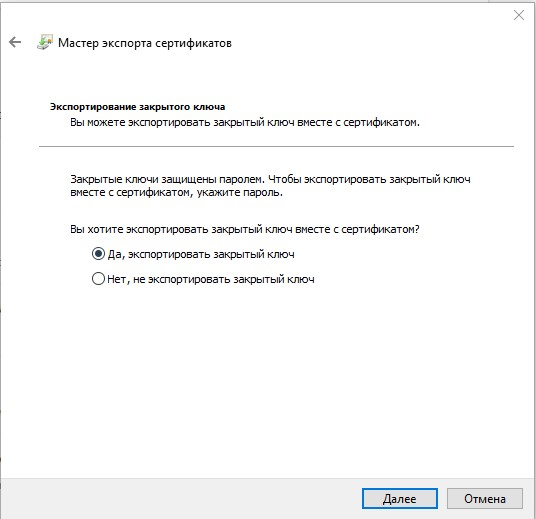 Мастер экспорта сертификатов
Экспортирование закрытого ключа
Вы можете экспортировать закрытый ключ вместе с сертификатом.
Закрытые ключи защищены паролем. Чтобы экспортировать закрытый ключ
вместе с сертификатом, укажите пароль.
Вы хотите экспортировать закрытый ключ вместе с сертификатом?
Да, экспортировать закрытый ключ
Нет, не экспортировать закрытый ключ
Далее
Отмена